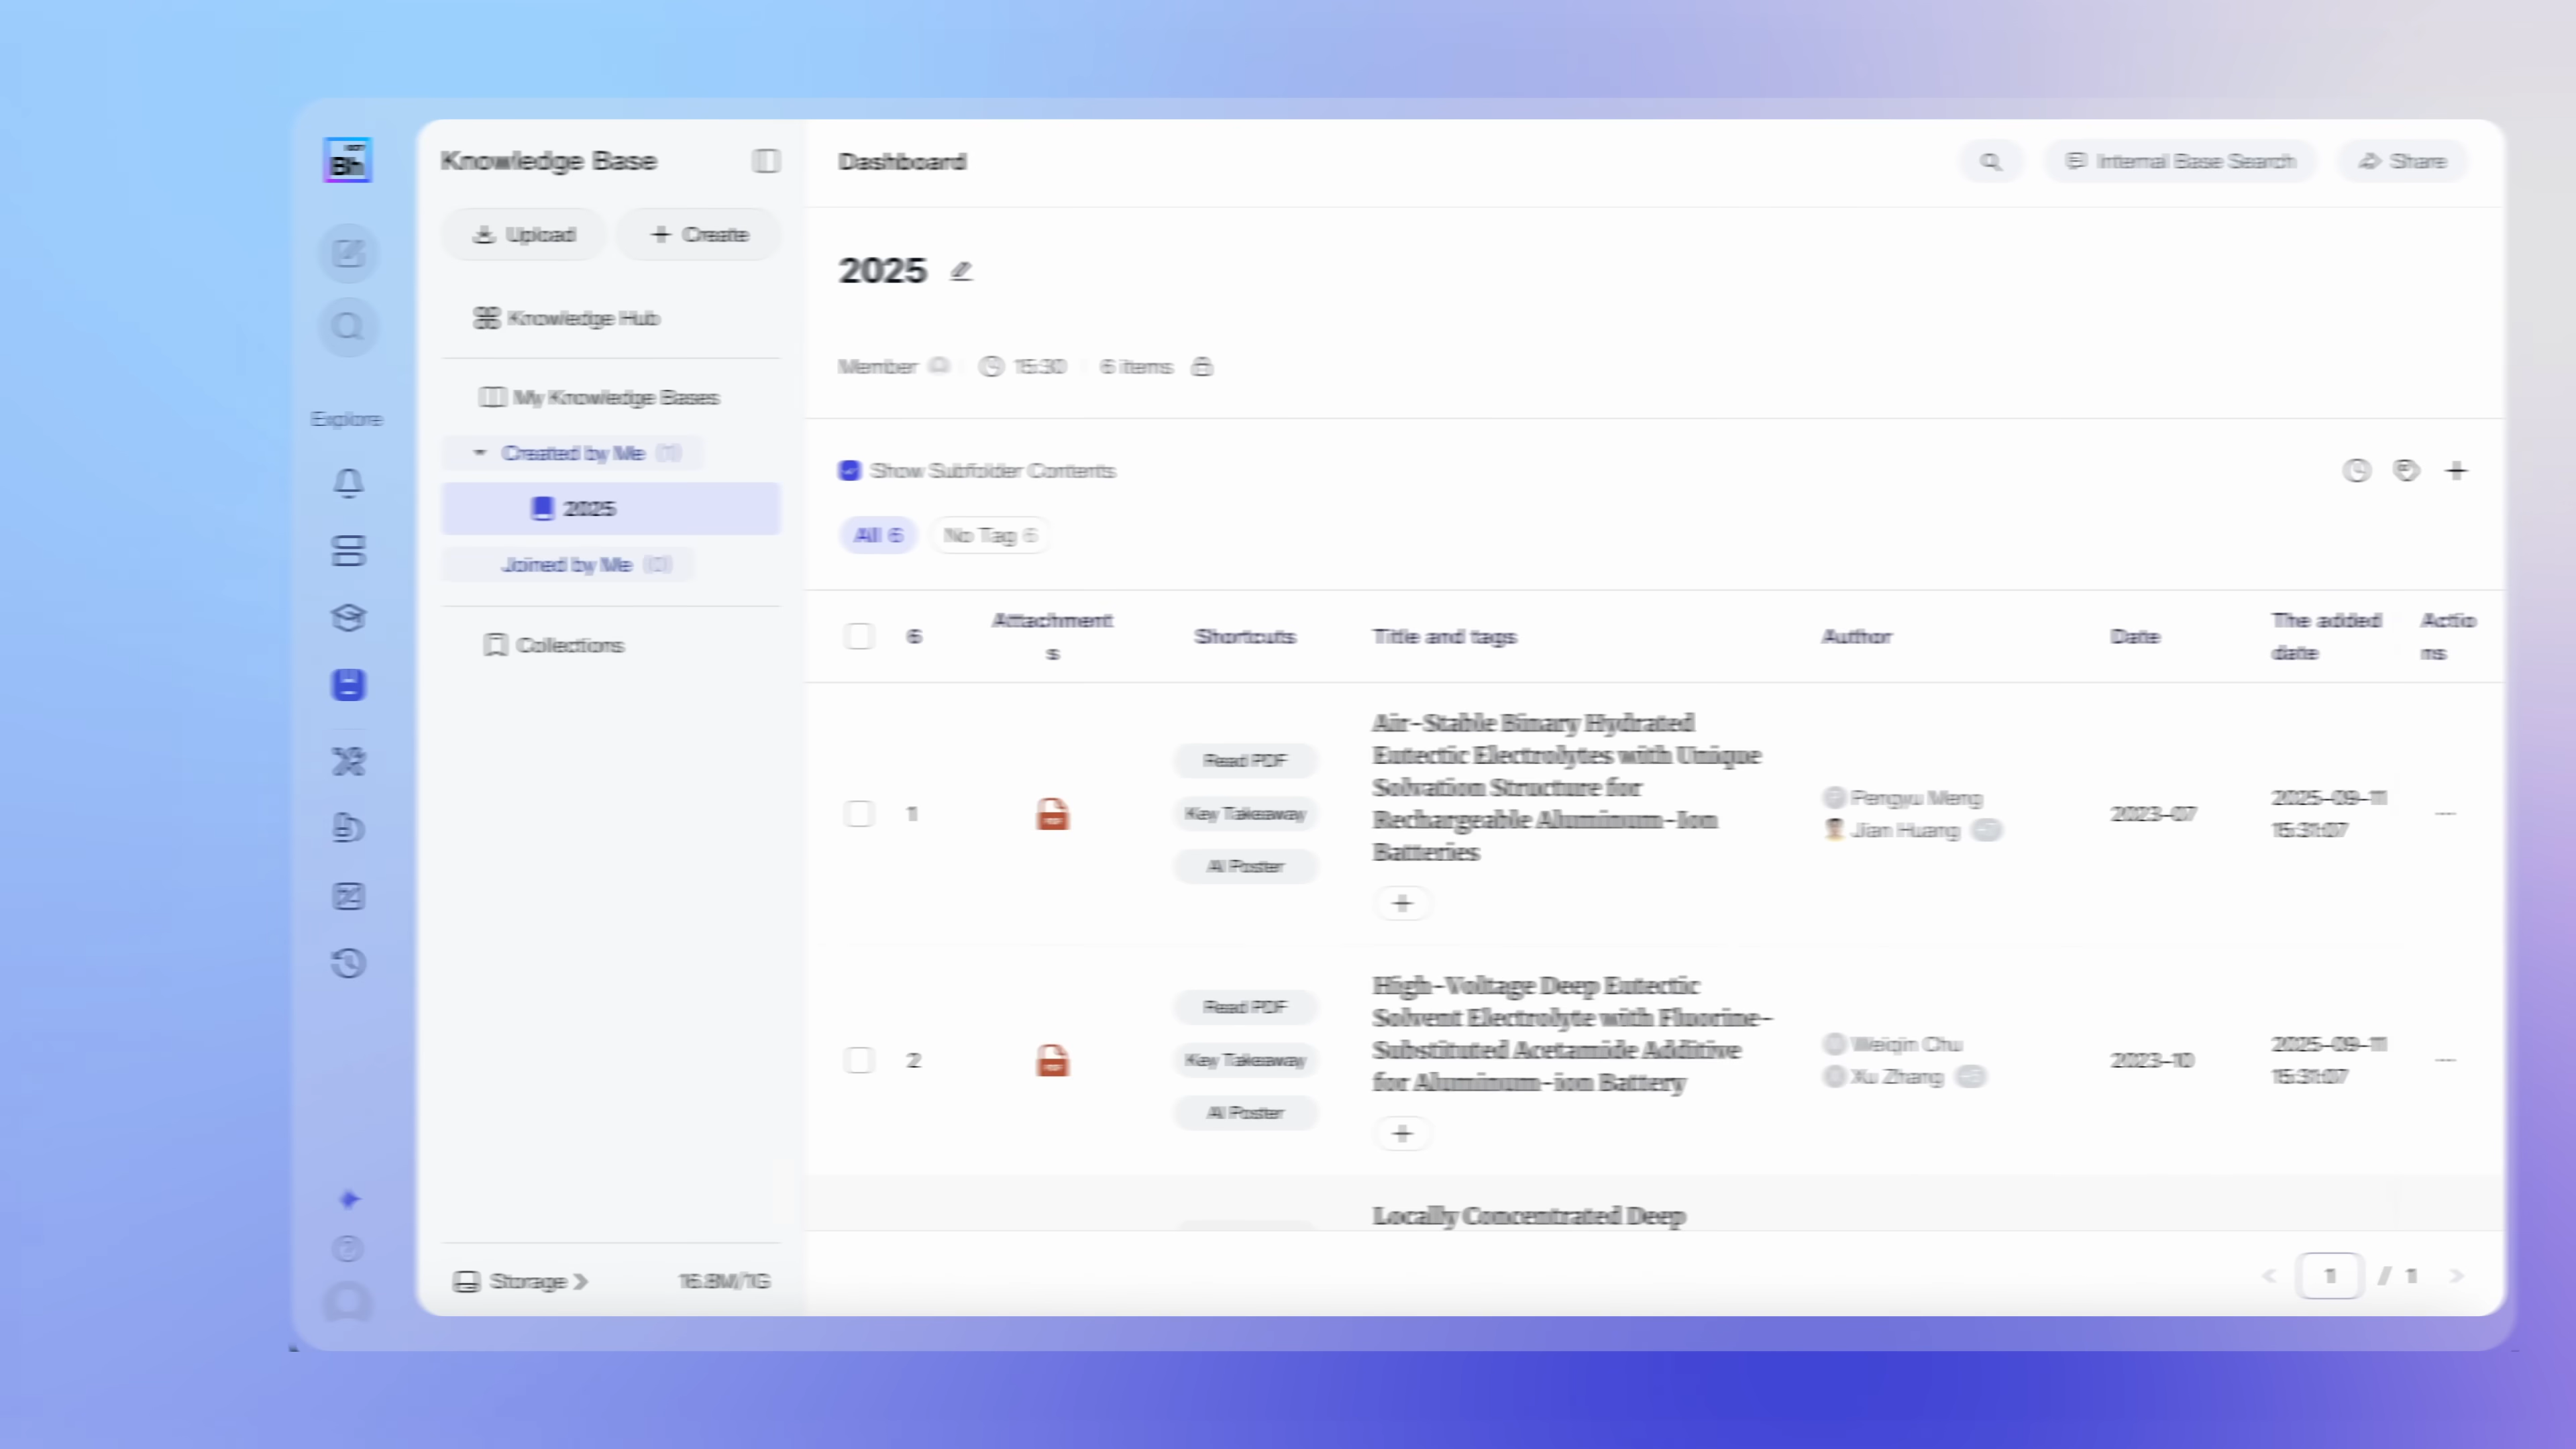 Bh
Knowledge Base
Dashboard
Internal Base Search
Share
Upload
Create
2025
Knowledge Hub
Member
15:30
6 items
My Knowledge Bases
Explore
Created by Me (1)
Show Subfolder Contents
2025
All 6
No Tag 6
Joined by Me (0)
6
Attachment
s
Shortcuts
Title and tags
Author
Date
The added
date
Actio
ns
Collections
1
Read PDF
Key Takeaway
AI Poster
Air-Stable Binary Hydrated
Eutectic Electrolytes with Unique
Solvation Structure for
Rechargeable Aluminum-Ion
Batteries
Pengyu Meng
Jian Huang
2023-07
2025-09-11
15:31:07
2
Read PDF
Key Takeaway
AI Poster
High-Voltage Deep Eutectic
Solvent Electrolyte with Fluorine-
Substituted Acetamide Additive
for Aluminum-ion Battery
Weiqin Chu
Xu Zhang
2023-10
2025-09-11
15:31:07
Locally Concentrated Deep
Storage
16.8M/1G
1 / 1